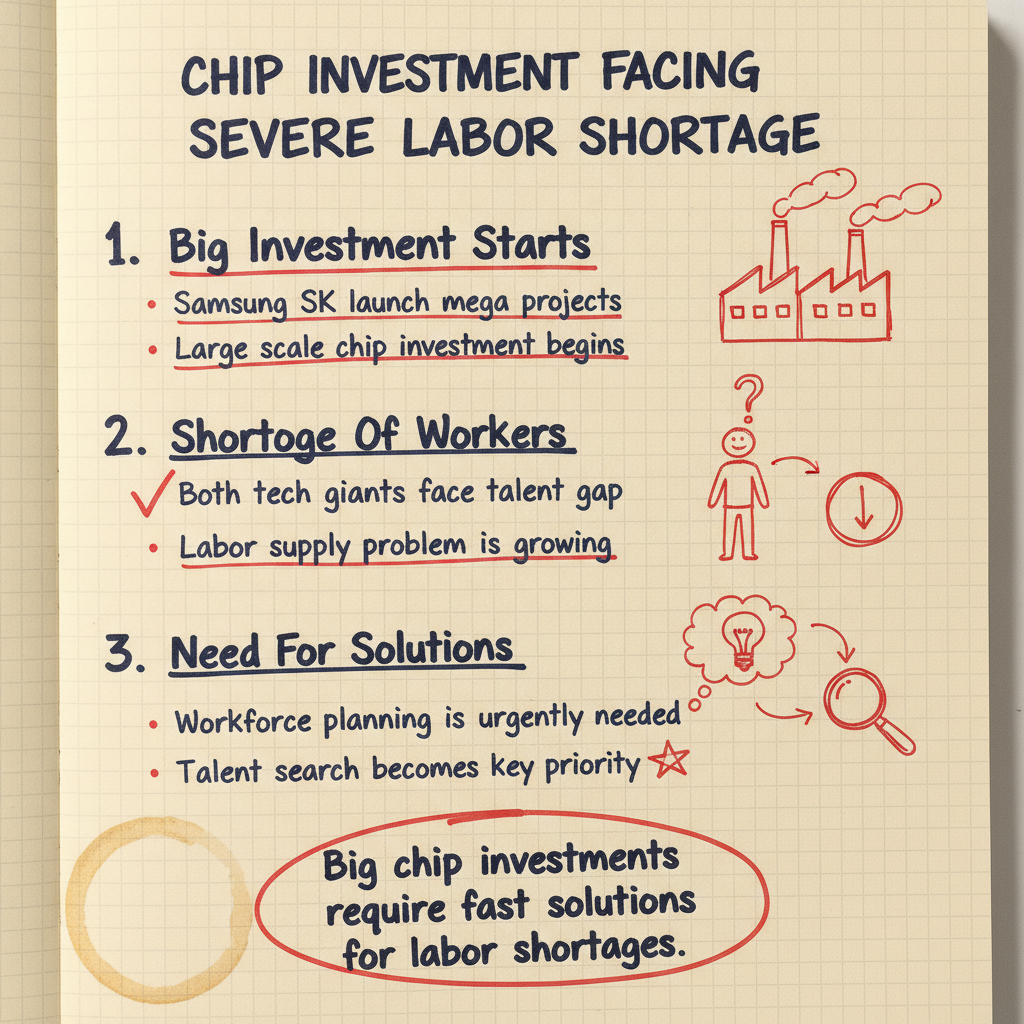 CHIP INVESTMENT FACING
SEVERE LABOR SHORTAGE
1. Big Investment Starts
• Samsung SK launch mega projects
• Large scale chip investment begins
2. Shortoge Of Workers
Both tech giants face talent gap
• Labor supply problem is growing
3. Need For Solutions
• Workforce planning is urgently needed
• Talent search becomes key priority
Big chip investments
require fast solutions
for labor shortages.
?